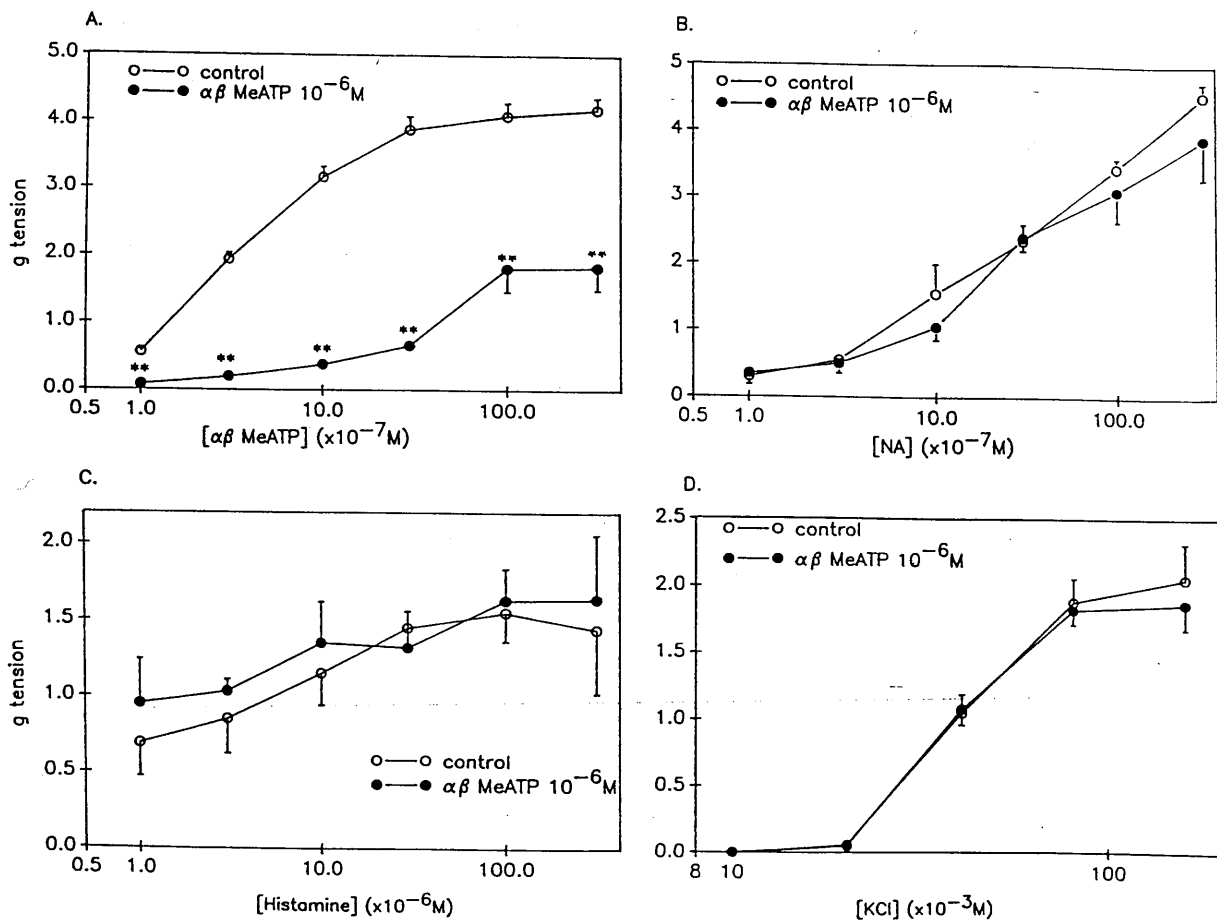 A.
5.0
4.0
3.0
2.0
1.0
0.0
g tension
control
αβ MeATP 10⁻⁶M
**
**
**
**
**
**
0.5
1.0
10.0
100.0
[αβ MeATP] (x10⁻⁷M)
B.
5
4
3
2
1
0
control
αβ MeATP 10⁻⁶M
0.5
1.0
10.0
100.0
[NA] (x10⁻⁷M)
C.
2.0
1.5
1.0
0.5
0.0
g tension
control
αβ MeATP 10⁻⁶M
0.5
1.0
10.0
100.0
[Histamine] (x10⁻⁶M)
D.
2.5
2.0
1.5
1.0
0.5
0.0
control
αβ MeATP 10⁻⁶M
8
10
100
[KCl] (x10⁻³M)